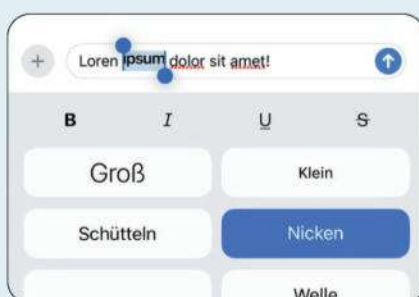 + Loren ipsum dolor sit amet!
B I U S
Groß Klein
Schütteln Nicken
Welle